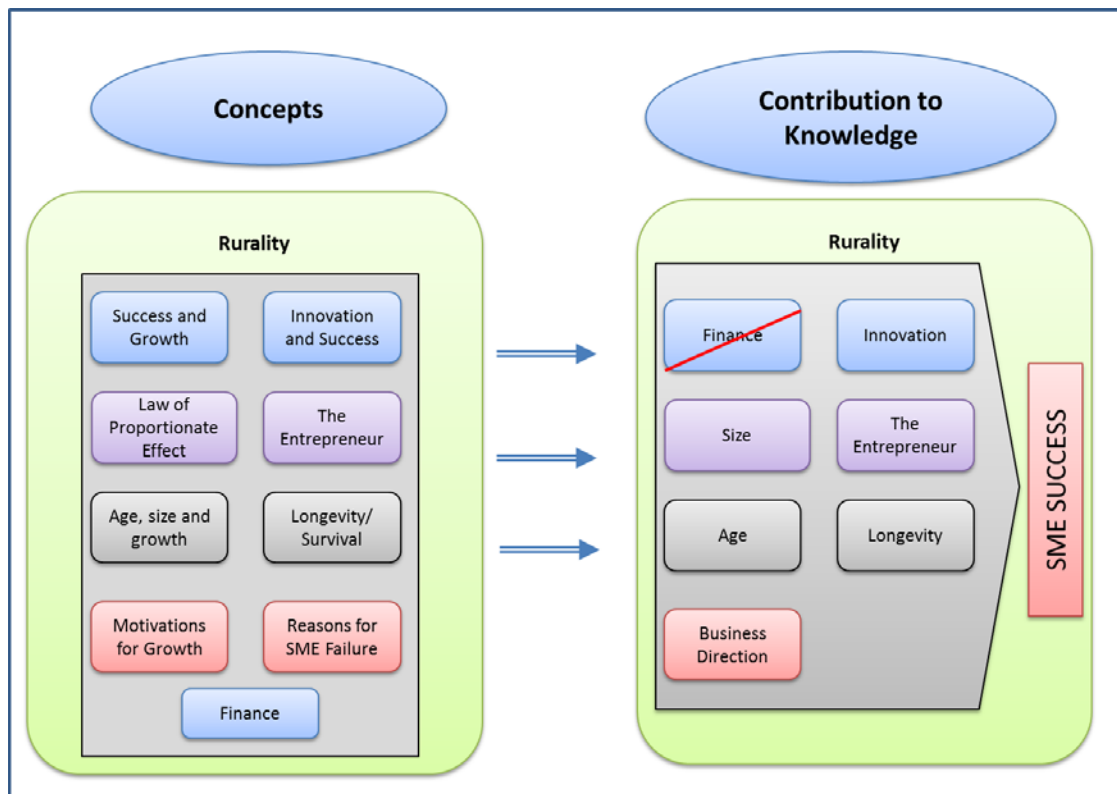 Concepts
Contribution to
Knowledge
Rurality
Success and
Growth
Innovation
and Success
Law of
Proportionate
Effect
The
Entrepreneur
Age, size and
growth
Longevity/
Survival
Motivations
for Growth
Reasons for
SME Failure
Finance
Rurality
Finance
Innovation
Size
The
Entrepreneur
Age
Longevity
Business
Direction
SME SUCCESS